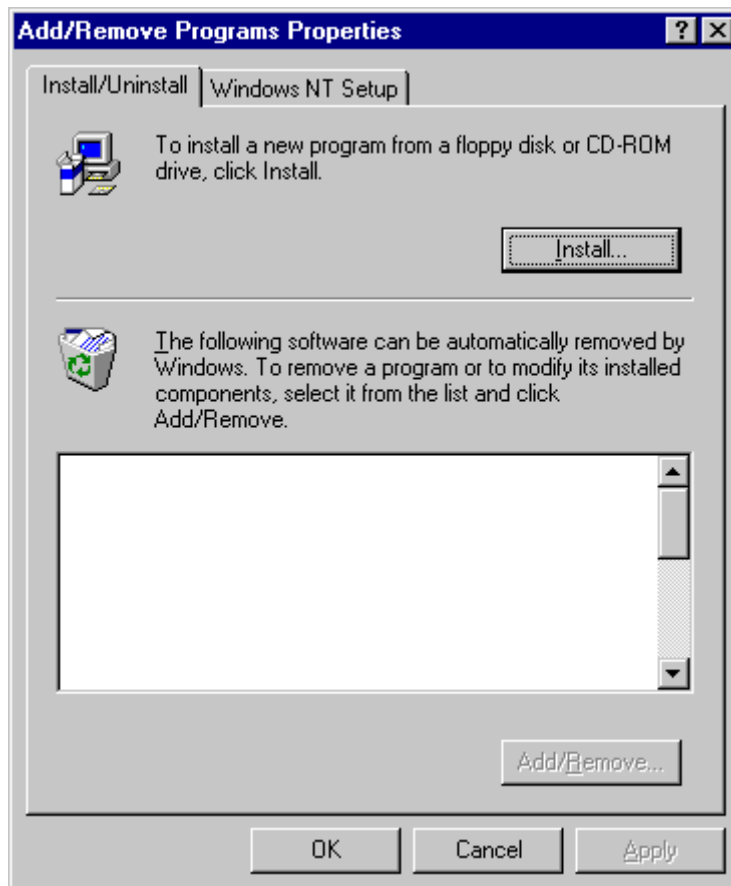 Add/Remove Programs Properties
Install/Uninstall
Windows NT Setup
To install a new program from a floppy disk or CD-ROM
drive, click Install.
Install...
The following software can be automatically removed by
Windows. To remove a program or to modify its installed
components, select it from the list and click
Add/Remove.
Add/Remove...
OK
Cancel
Apply